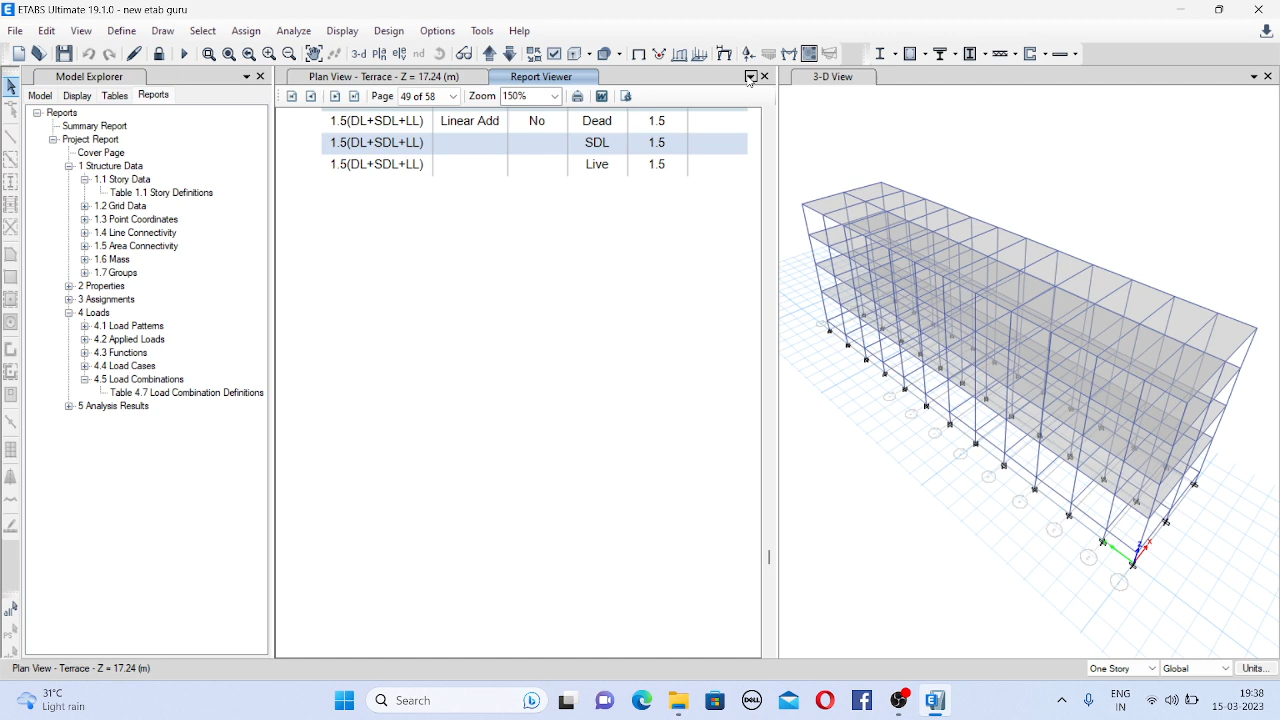 ETABS Ultimate 19.1.0 - new etab guru
File Edit View Define Draw Select Assign Analyze Display Design Options Tools Help
3-d nd
Model Explorer
Plan View - Terrace - Z = 17.24 (m)
Report Viewer
3-D View
Model Display Tables Reports
Page 49 of 58 Zoom 150%
Reports
Summary Report
Project Report
Cover Page
1 Structure Data
1.1 Story Data
Table 1.1 Story Definitions
1.2 Grid Data
1.3 Point Coordinates
1.4 Line Connectivity
1.5 Area Connectivity
1.6 Mass
1.7 Groups
2 Properties
3 Assignments
4 Loads
4.1 Load Patterns
4.2 Applied Loads
4.3 Functions
4.4 Load Cases
4.5 Load Combinations
Table 4.7 Load Combination Definitions
5 Analysis Results
1.5(DL+SDL+LL) Linear Add No Dead 1.5
1.5(DL+SDL+LL) SDL 1.5
1.5(DL+SDL+LL) Live 1.5
X
Z
all
PS
Plan View - Terrace - Z = 17.24 (m)
One Story Global Units...
31°C
Light rain
Search
DELL
ENG
IN
19:38
15-03-2023